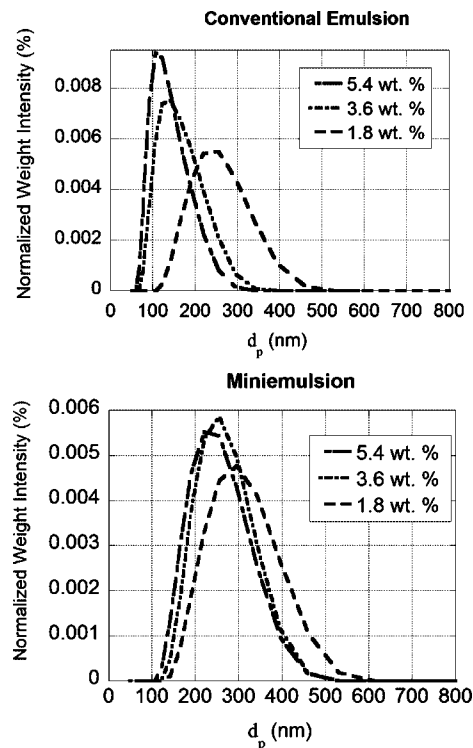 Conventional Emulsion
Normalized Weight Intensity (%)
0.008
0.006
0.004
0.002
0
5.4 wt. %
3.6 wt. %
1.8 wt. %
0 100 200 300 400 500 600 700 800
d_p (nm)
Miniemulsion
Normalized Weight Intensity (%)
0.006
0.005
0.004
0.003
0.002
0.001
0
5.4 wt. %
3.6 wt. %
1.8 wt. %
0 100 200 300 400 500 600 700 800
d_p (nm)